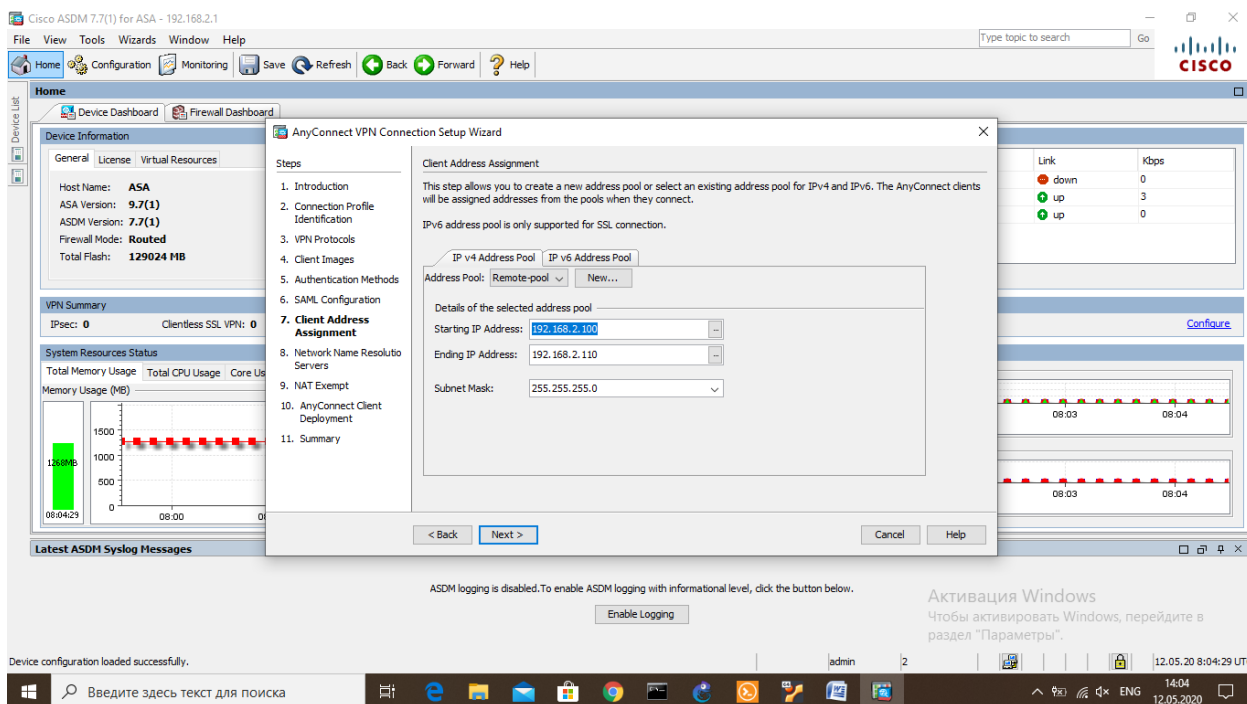 Cisco ASDM 7.7(1) for ASA - 192.168.2.1
File View Tools Wizards Window Help
Type topic to search Go
Home Configuration Monitoring Save Refresh Back Forward Help
CISCO
Device List
Home
Device Dashboard Firewall Dashboard
Device Information
General License Virtual Resources
Host Name: ASA
ASA Version: 9.7(1)
ASDM Version: 7.7(1)
Firewall Mode: Routed
Total Flash: 129024 MB
Link Kbps
down 0
up 3
up 0
VPN Summary
IPsec: 0 Clientless SSL VPN: 0
Configure
System Resources Status
Total Memory Usage Total CPU Usage Core Us
Memory Usage (MB)
1500
1000
500
0
1268MB
08:04:29
08:00
08:03 08:04
08:03 08:04
AnyConnect VPN Connection Setup Wizard
Steps
1. Introduction
2. Connection Profile
Identification
3. VPN Protocols
4. Client Images
5. Authentication Methods
6. SAML Configuration
7. Client Address
Assignment
8. Network Name Resolutio
Servers
9. NAT Exempt
10. AnyConnect Client
Deployment
11. Summary
Client Address Assignment
This step allows you to create a new address pool or select an existing address pool for IPv4 and IPv6. The AnyConnect clients
will be assigned addresses from the pools when they connect.
IPv6 address pool is only supported for SSL connection.
IP v4 Address Pool IP v6 Address Pool
Address Pool: Remote-pool New...
Details of the selected address pool
Starting IP Address: 192.168.2.100 ...
Ending IP Address: 192.168.2.110 ...
Subnet Mask: 255.255.255.0
< Back Next > Cancel Help
Latest ASDM Syslog Messages
ASDM logging is disabled.To enable ASDM logging with informational level, click the button below.
Enable Logging
Активация Windows
Чтобы активировать Windows, перейдите в
раздел "Параметры".
Device configuration loaded successfully.
admin 2 12.05.20 8:04:29 UT
Введите здесь текст для поиска
ENG
14:04
12.05.2020